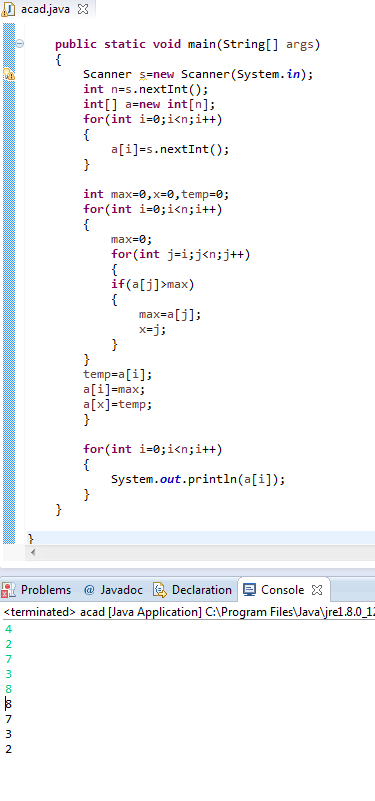 acad.java
public static void main(String[] args)
{
Scanner s=new Scanner(System.in);
int n=s.nextInt();
int[] a=new int[n];
for(int i=0;i<n;i++)
{
a[i]=s.nextInt();
}
int max=0,x=0,temp=0;
for(int i=0;i<n;i++)
{
max=0;
for(int j=i;j<n;j++)
{
if(a[j]>max)
{
max=a[j];
x=j;
}
}
temp=a[i];
a[i]=max;
a[x]=temp;
}
for(int i=0;i<n;i++)
{
System.out.println(a[i]);
}
}
}
Problems @ Javadoc Declaration Console
<terminated> acad [Java Application] C:\Program Files\Java\jre1.8.0_12
4
2
7
3
8
8
7
3
2